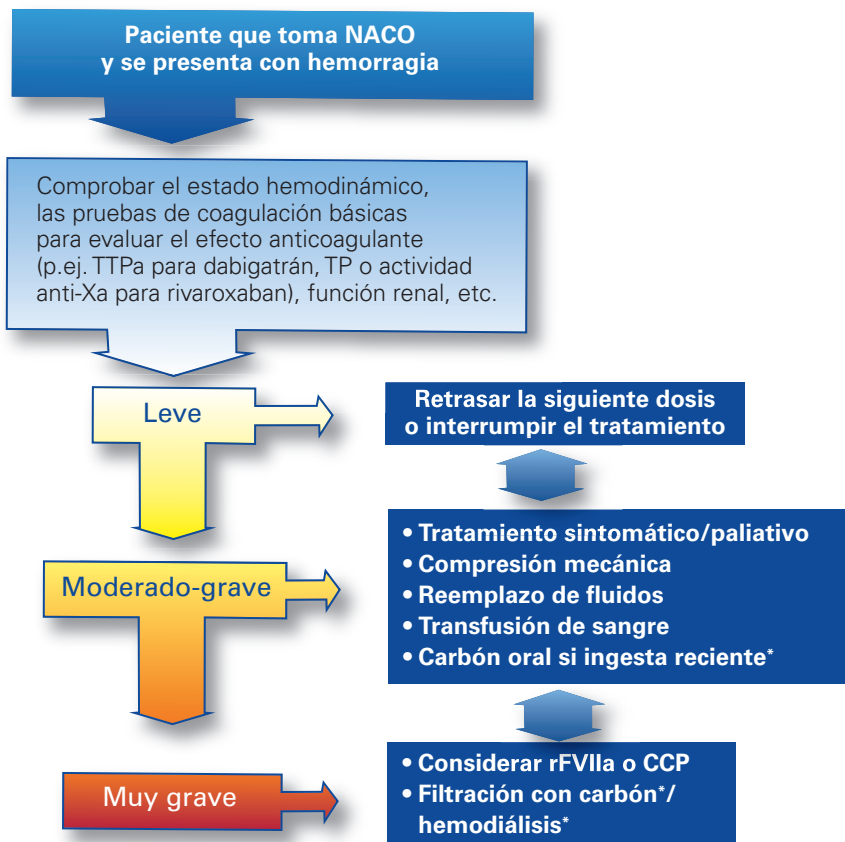 Paciente que toma NACO
y se presenta con hemorragia
Comprobar el estado hemodinámico,
las pruebas de coagulación básicas
para evaluar el efecto anticoagulante
(p.ej. TTPa para dabigatrán, TP o actividad
anti-Xa para rivaroxaban), función renal, etc.
Leve
Retrasar la siguiente dosis
o interrumpir el tratamiento
Moderado-grave
• Tratamiento sintomático/paliativo
• Compresión mecánica
• Reemplazo de fluidos
• Transfusión de sangre
• Carbón oral si ingesta reciente*
Muy grave
• Considerar rFVIIa o CCP
• Filtración con carbón*/
hemodiálisis*